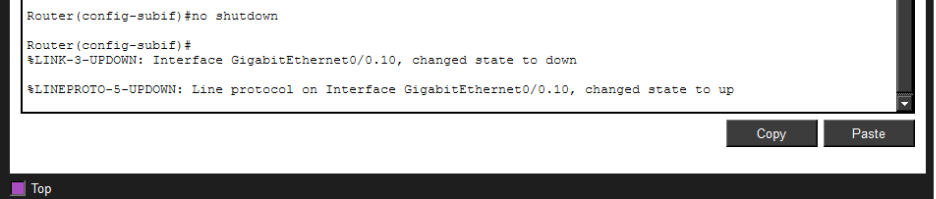 Router(config-subif)#no shutdown
Router(config-subif)#
%LINK-3-UPDOWN: Interface GigabitEthernet0/0.10, changed state to down
%LINEPROTO-5-UPDOWN: Line protocol on Interface GigabitEthernet0/0.10, changed state to up
Copy
Paste
Top